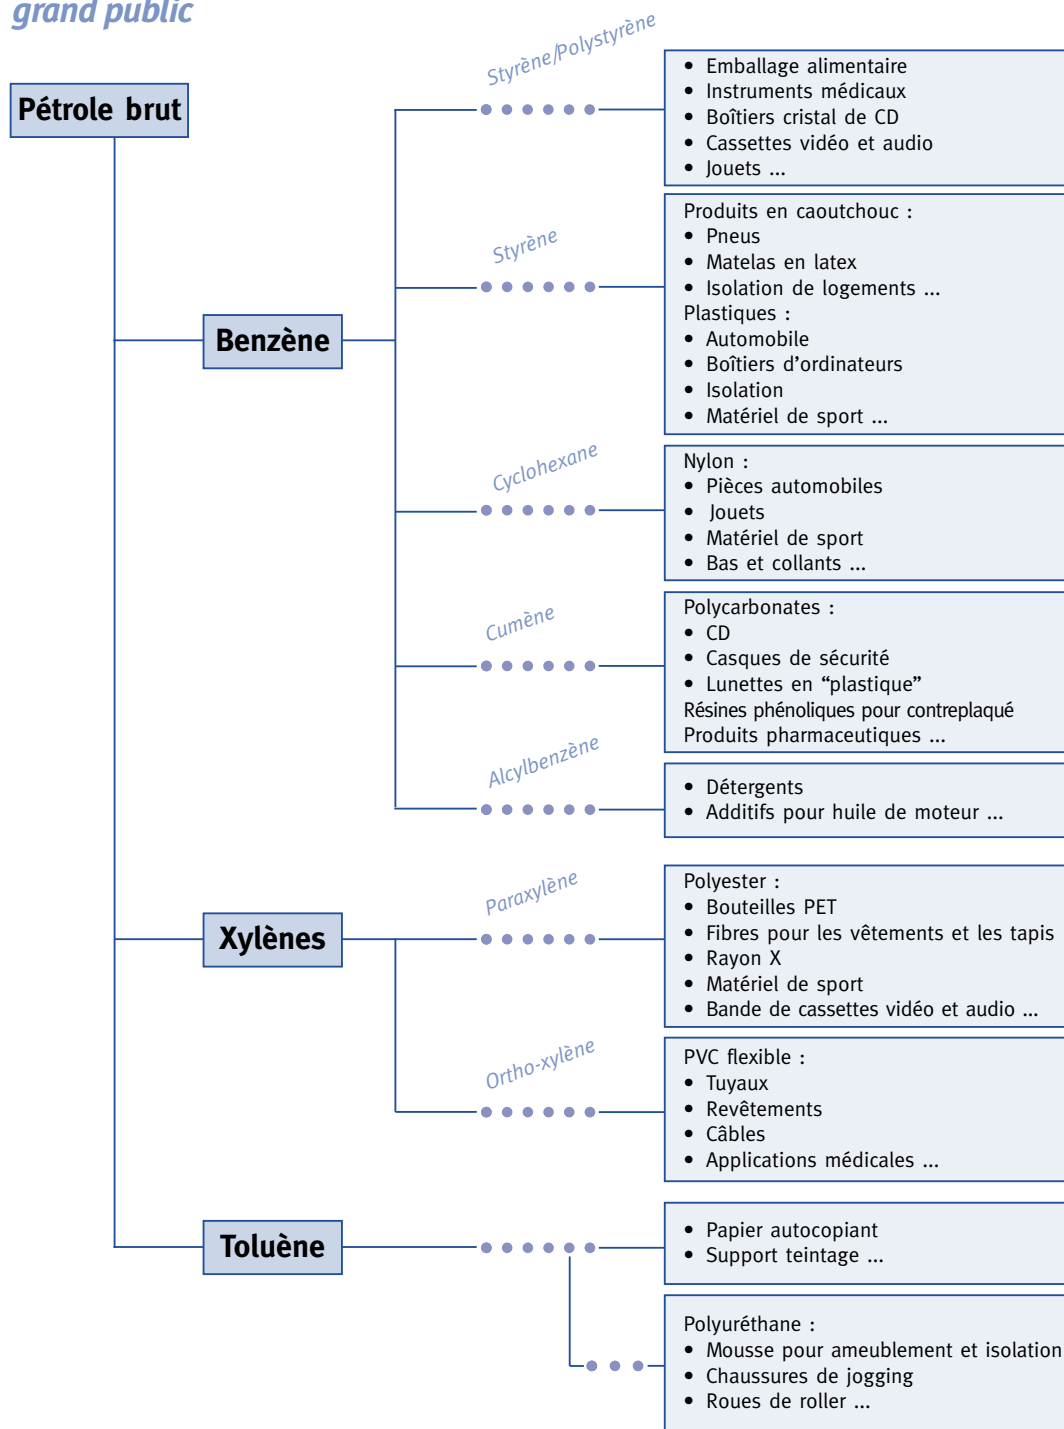 grand public
Pétrole brut
Styrène/Polystyrène
• Emballage alimentaire
• Instruments médicaux
• Boîtiers cristal de CD
• Cassettes vidéo et audio
• Jouets ...
Benzène
Styrène
Produits en caoutchouc :
• Pneus
• Matelas en latex
• Isolation de logements ...
Plastiques :
• Automobile
• Boîtiers d'ordinateurs
• Isolation
• Matériel de sport ...
Cyclohexane
Nylon :
• Pièces automobiles
• Jouets
• Matériel de sport
• Bas et collants ...
Cumène
Polycarbonates :
• CD
• Casques de sécurité
• Lunettes en “plastique”
Résines phénoliques pour contreplaqué
Produits pharmaceutiques ...
Alcylbenzène
• Détergents
• Additifs pour huile de moteur ...
Xylènes
Paraxylène
Polyester :
• Bouteilles PET
• Fibres pour les vêtements et les tapis
• Rayon X
• Matériel de sport
• Bande de cassettes vidéo et audio ...
Ortho-xylène
PVC flexible :
• Tuyaux
• Revêtements
• Câbles
• Applications médicales ...
Toluène
• Papier autocopiant
• Support teintage ...
Polyuréthane :
• Mousse pour ameublement et isolation
• Chaussures de jogging
• Roues de roller ...